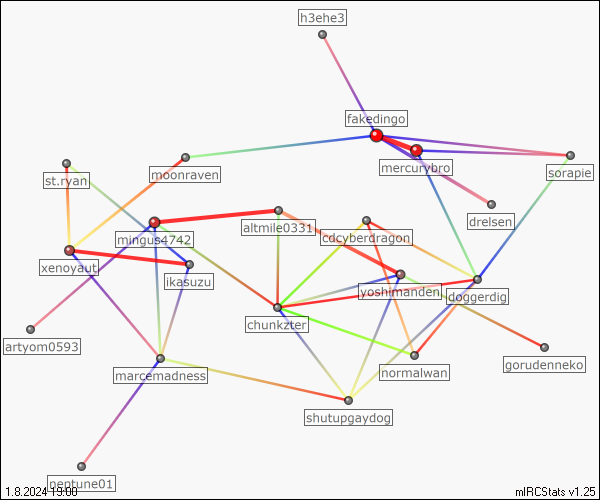 h3ehe3
fakedingo
mercurybro
sorapie
moonraven
st.ryan
drelsen
altmile0331
rdcyberdragon
mingus4742
xenoyaut
ikasuzu
yoshimanden
doggerdig
chunkzter
artyom0593
gorudenneko
normalwan
marcemadness
shutupgaydog
neptune01
1.8.2024 19:00
mIRCStats v1.25